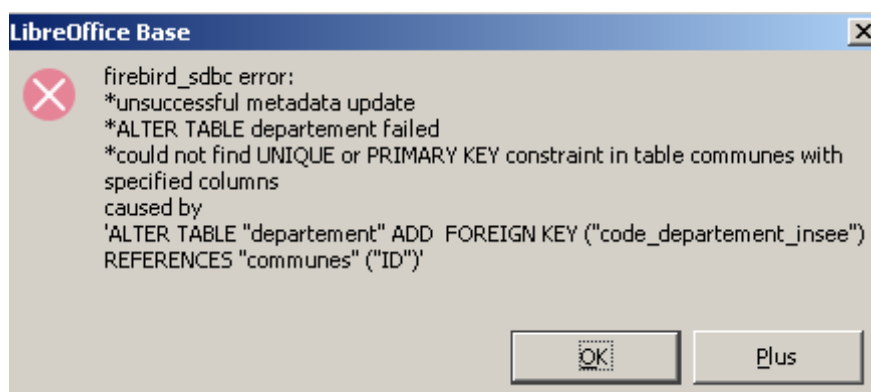 LibreOffice Base
firebird_sdbc error:
*unsuccessful metadata update
*ALTER TABLE departement failed
*could not find UNIQUE or PRIMARY KEY constraint in table communes with
specified columns
caused by
'ALTER TABLE "departement" ADD  FOREIGN KEY ("code_departement_insee")
REFERENCES "communes" ("ID")'
OK
Plus